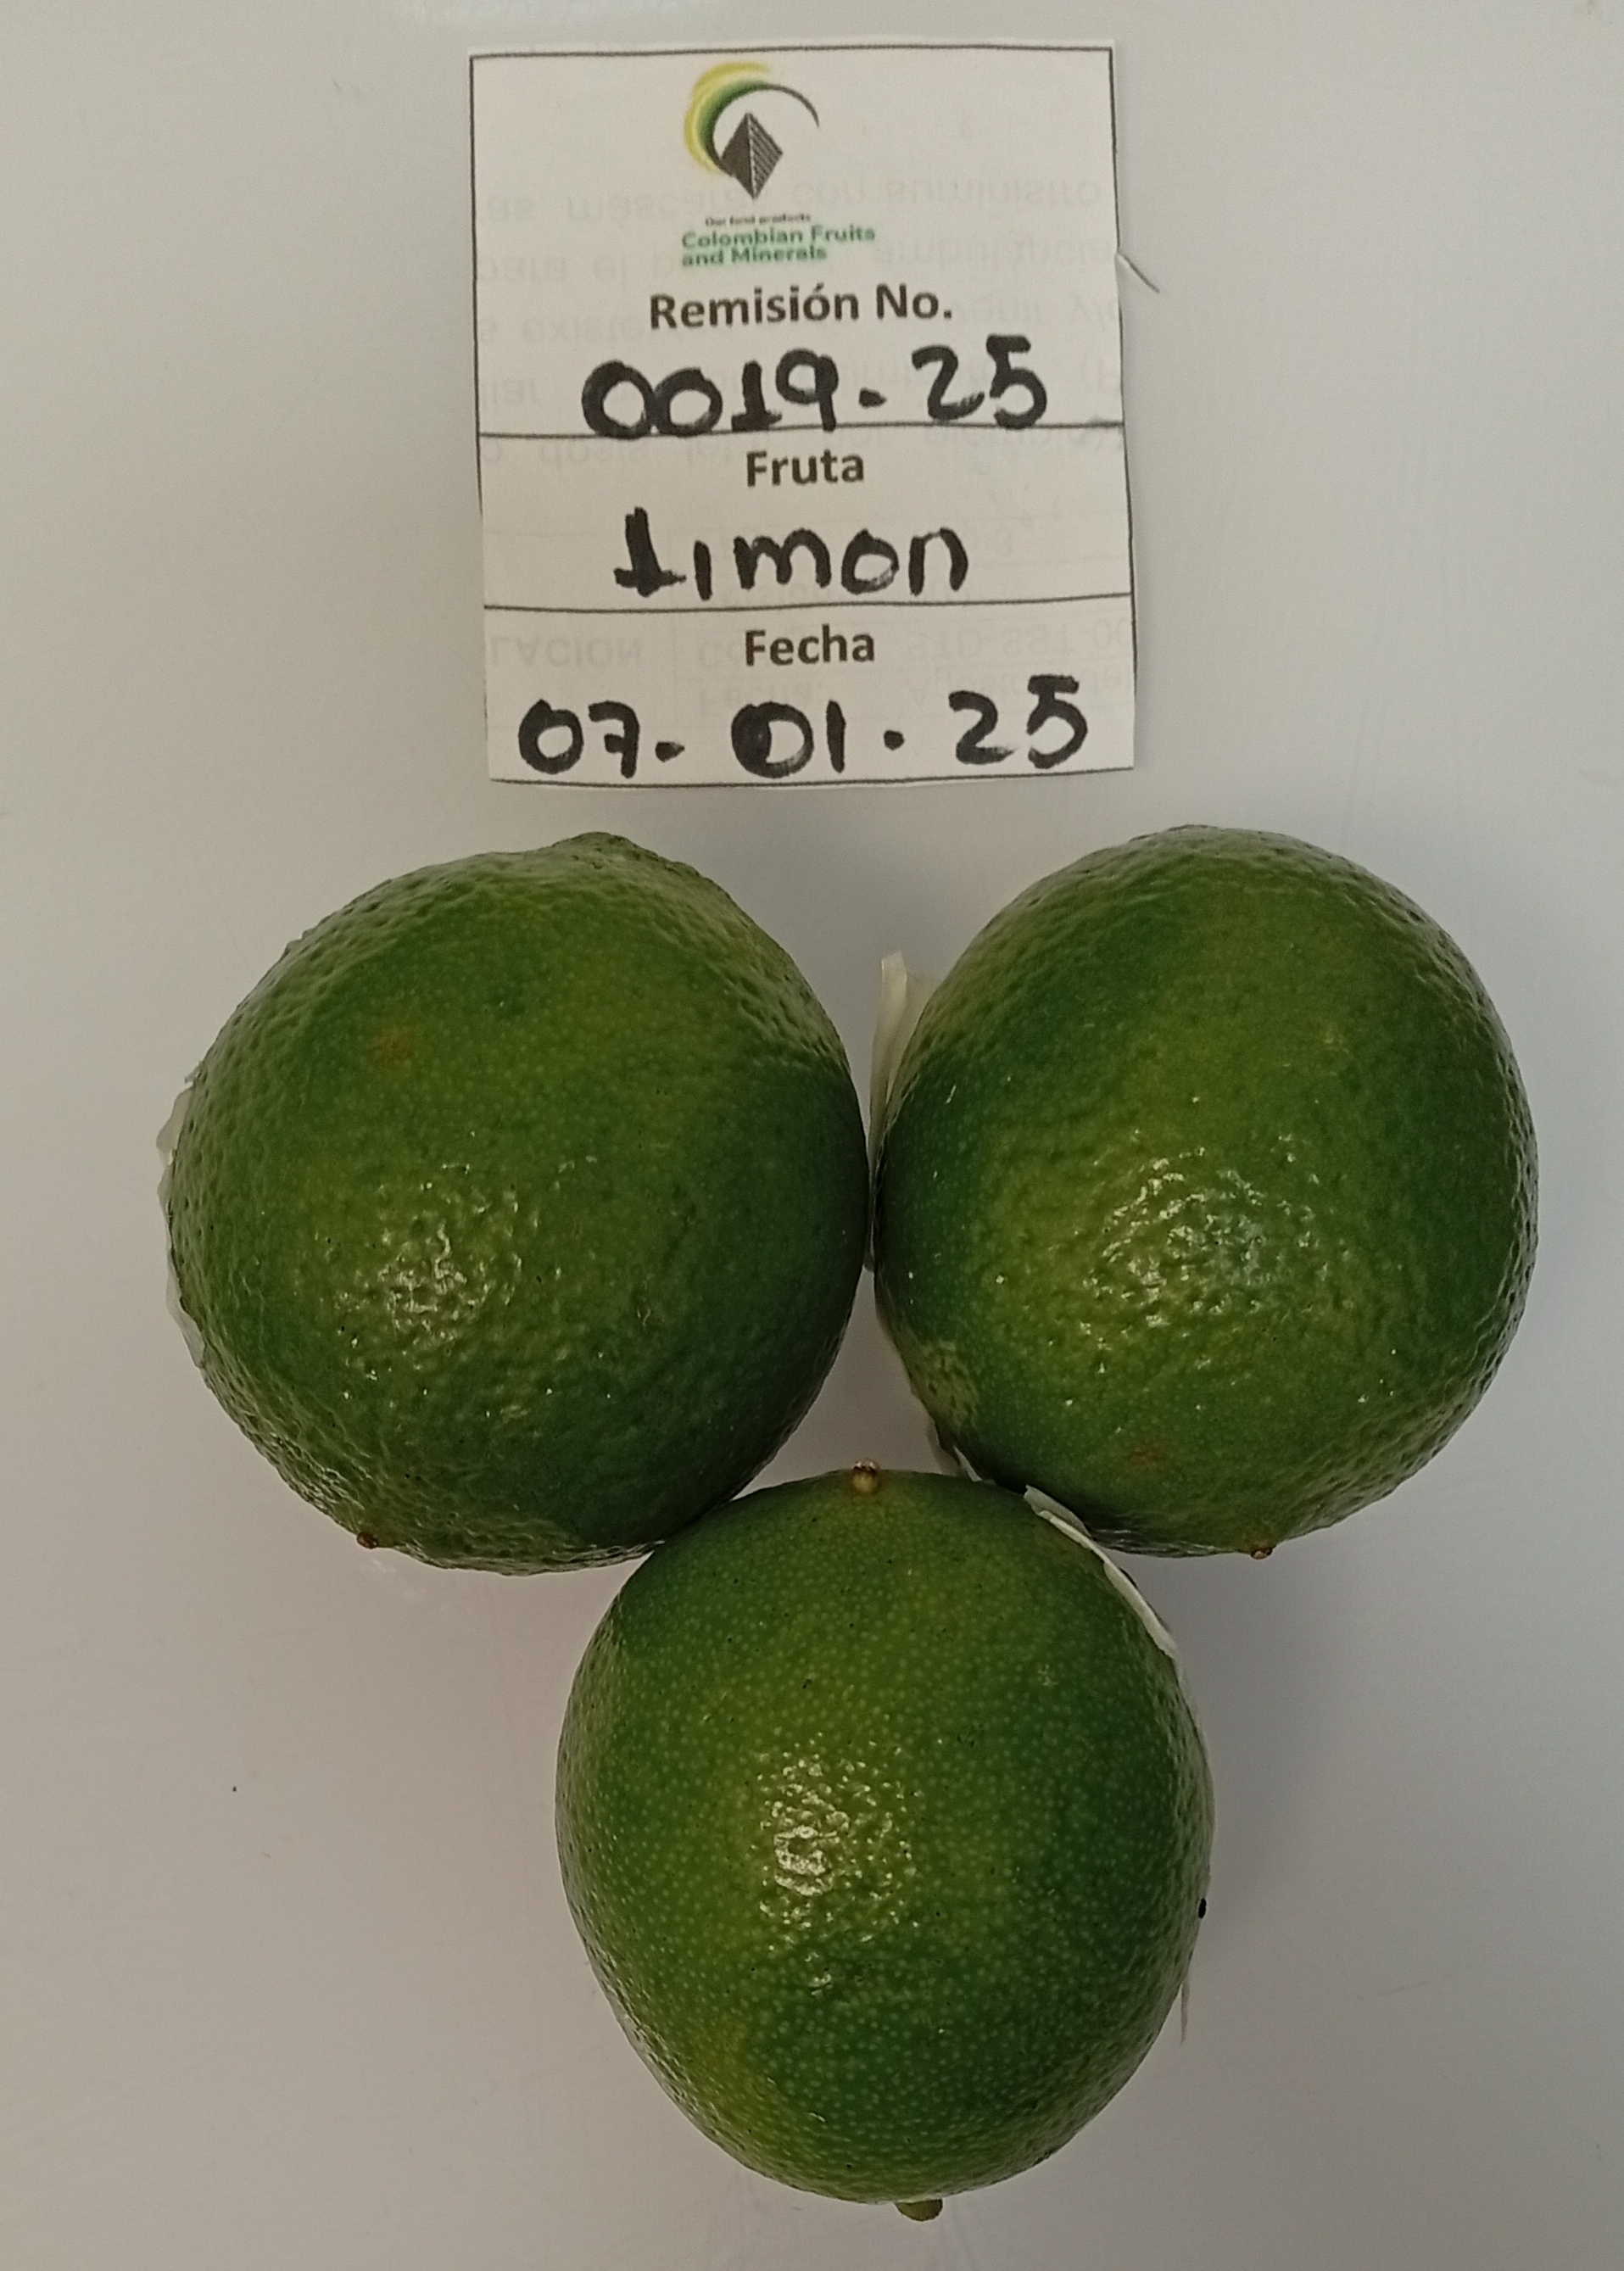 Our land products
Colombian Fruits
and Minerals
Remisión No.
0019-25
Fruta
Limon
Fecha
07-01-25